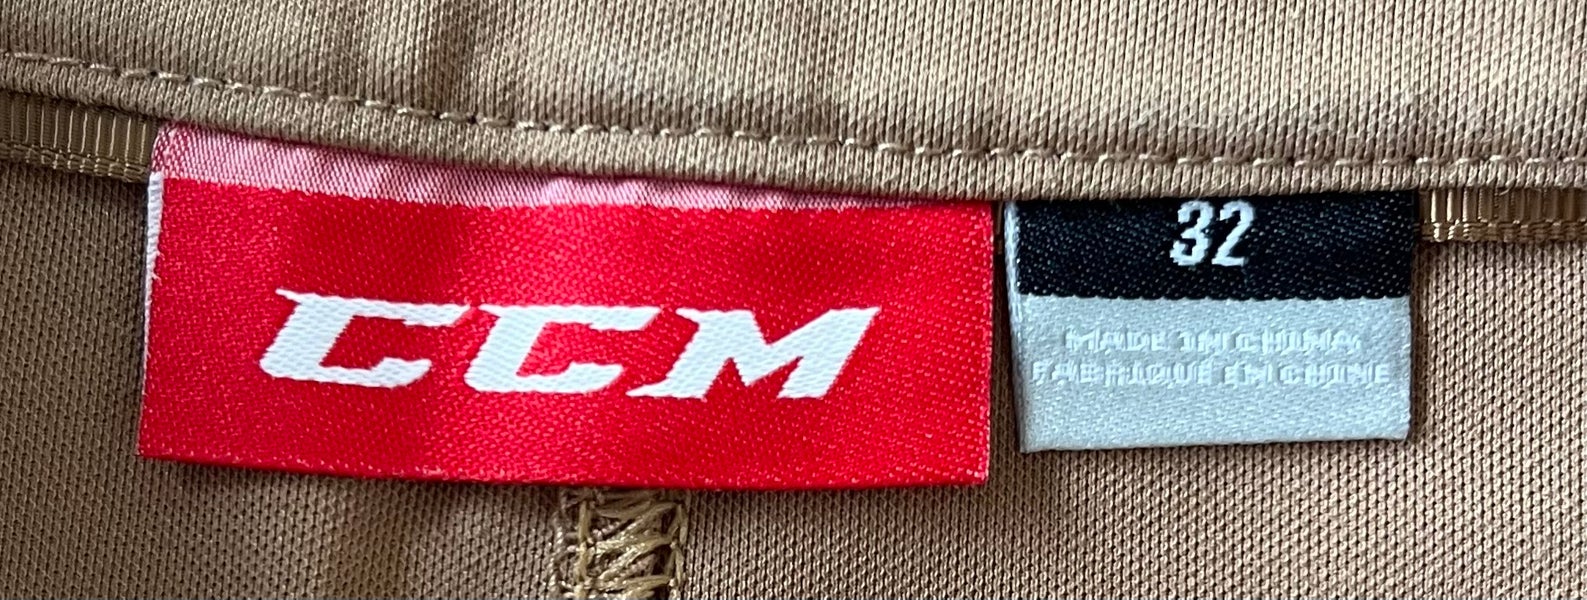 CCM
32
MADE IN CHINA
FABRIQUÉ EN CHINE